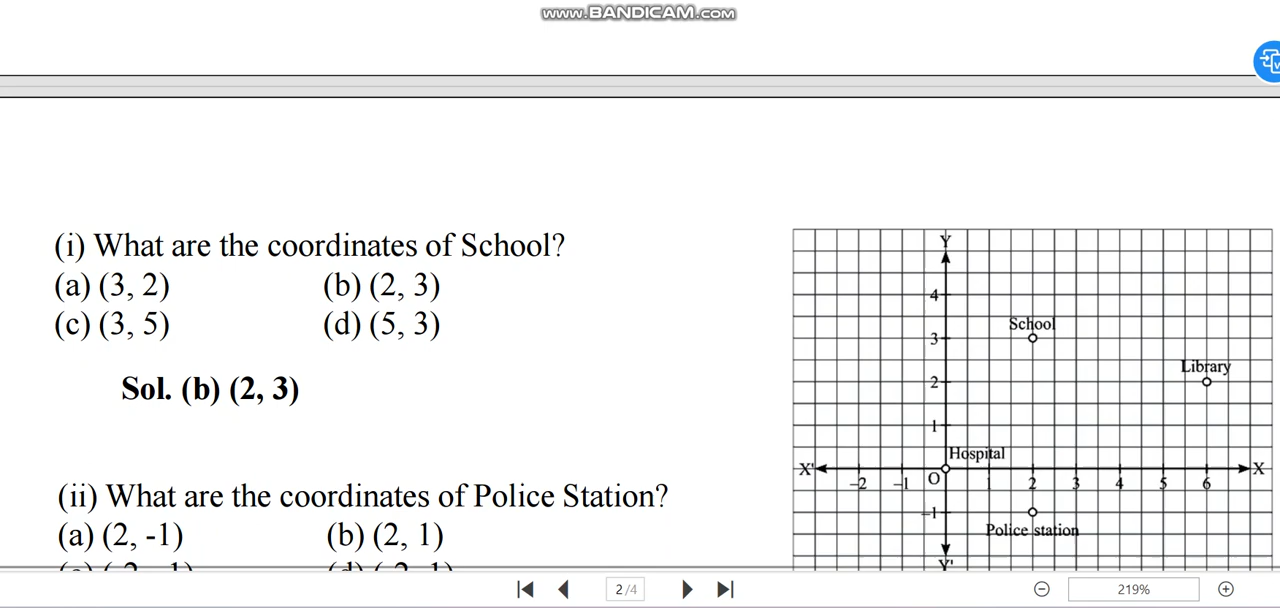 www.BANDICAM.com
(i) What are the coordinates of School?
(a) (3, 2) (b) (2, 3)
(c) (3, 5) (d) (5, 3)
Sol. (b) (2, 3)
(ii) What are the coordinates of Police Station?
(a) (2, -1) (b) (2, 1)
Y
4
School
3
Library
2
1
Hospital
X' O X
-2 -1 1 2 3 4 5 6
-1
Police station
Y'
2 /4
219%